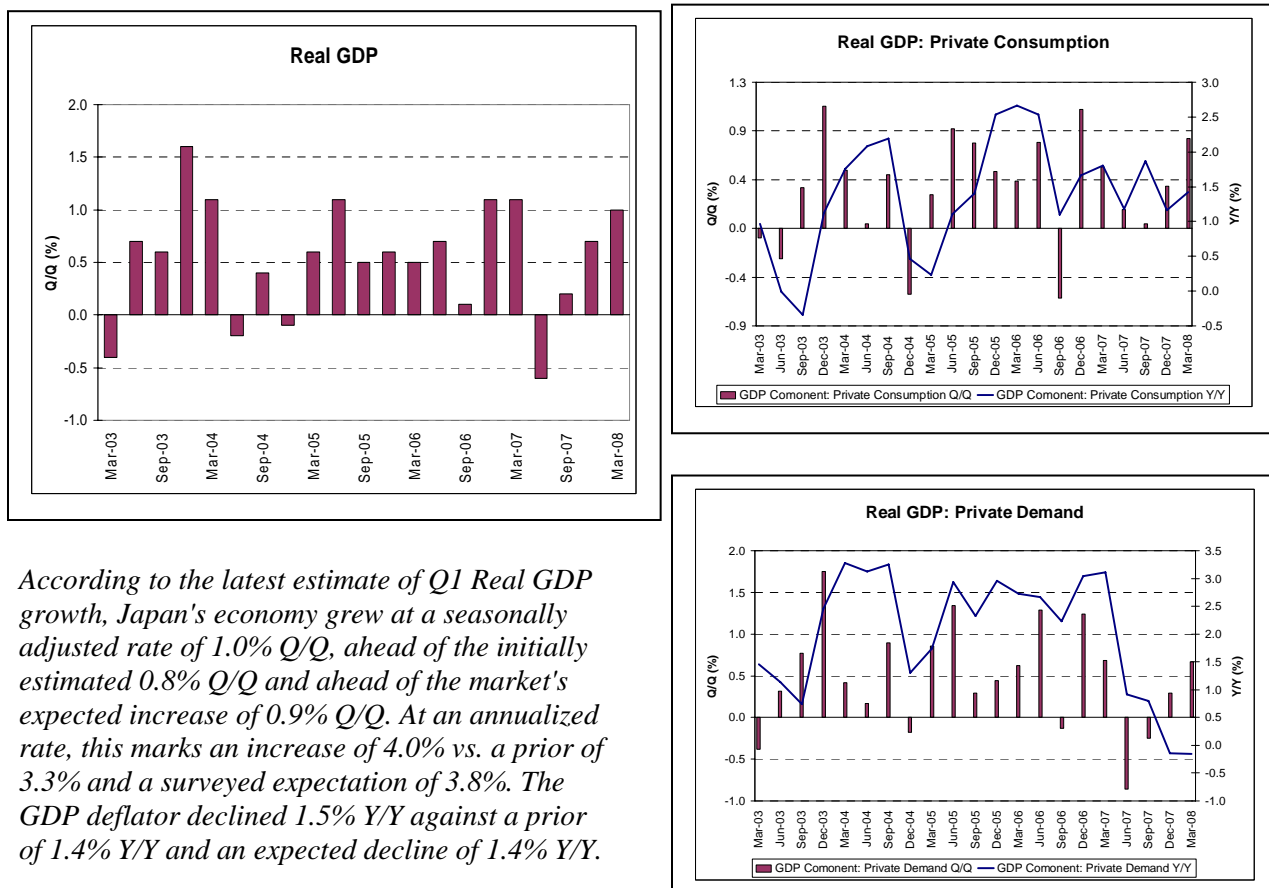 Real GDP
2.0
1.5
1.0
0.5
0.0
-0.5
-1.0
Q/Q (%)
Mar-03
Sep-03
Mar-04
Sep-04
Mar-05
Sep-05
Mar-06
Sep-06
Mar-07
Sep-07
Mar-08
Real GDP: Private Consumption
1.3
0.9
0.4
0.0
-0.4
-0.9
Q/Q (%)
3.0
2.5
2.0
1.5
1.0
0.5
0.0
-0.5
Y/Y (%)
Mar-03
Jun-03
Sep-03
Dec-03
Mar-04
Jun-04
Sep-04
Dec-04
Mar-05
Jun-05
Sep-05
Dec-05
Mar-06
Jun-06
Sep-06
Dec-06
Mar-07
Jun-07
Sep-07
Dec-07
Mar-08
GDP Comonent: Private Consumption Q/Q GDP Comonent: Private Consumption Y/Y
According to the latest estimate of Q1 Real GDP
growth, Japan's economy grew at a seasonally
adjusted rate of 1.0% Q/Q, ahead of the initially
estimated 0.8% Q/Q and ahead of the market's
expected increase of 0.9% Q/Q. At an annualized
rate, this marks an increase of 4.0% vs. a prior of
3.3% and a surveyed expectation of 3.8%. The
GDP deflator declined 1.5% Y/Y against a prior
of 1.4% Y/Y and an expected decline of 1.4% Y/Y.
Real GDP: Private Demand
2.0
1.5
1.0
0.5
0.0
-0.5
-1.0
Q/Q (%)
3.5
3.0
2.5
2.0
1.5
1.0
0.5
0.0
-0.5
-1.0
Y/Y (%)
Mar-03
Jun-03
Sep-03
Dec-03
Mar-04
Jun-04
Sep-04
Dec-04
Mar-05
Jun-05
Sep-05
Dec-05
Mar-06
Jun-06
Sep-06
Dec-06
Mar-07
Jun-07
Sep-07
Dec-07
Mar-08
GDP Comonent: Private Demand Q/Q GDP Comonent: Private Demand Y/Y